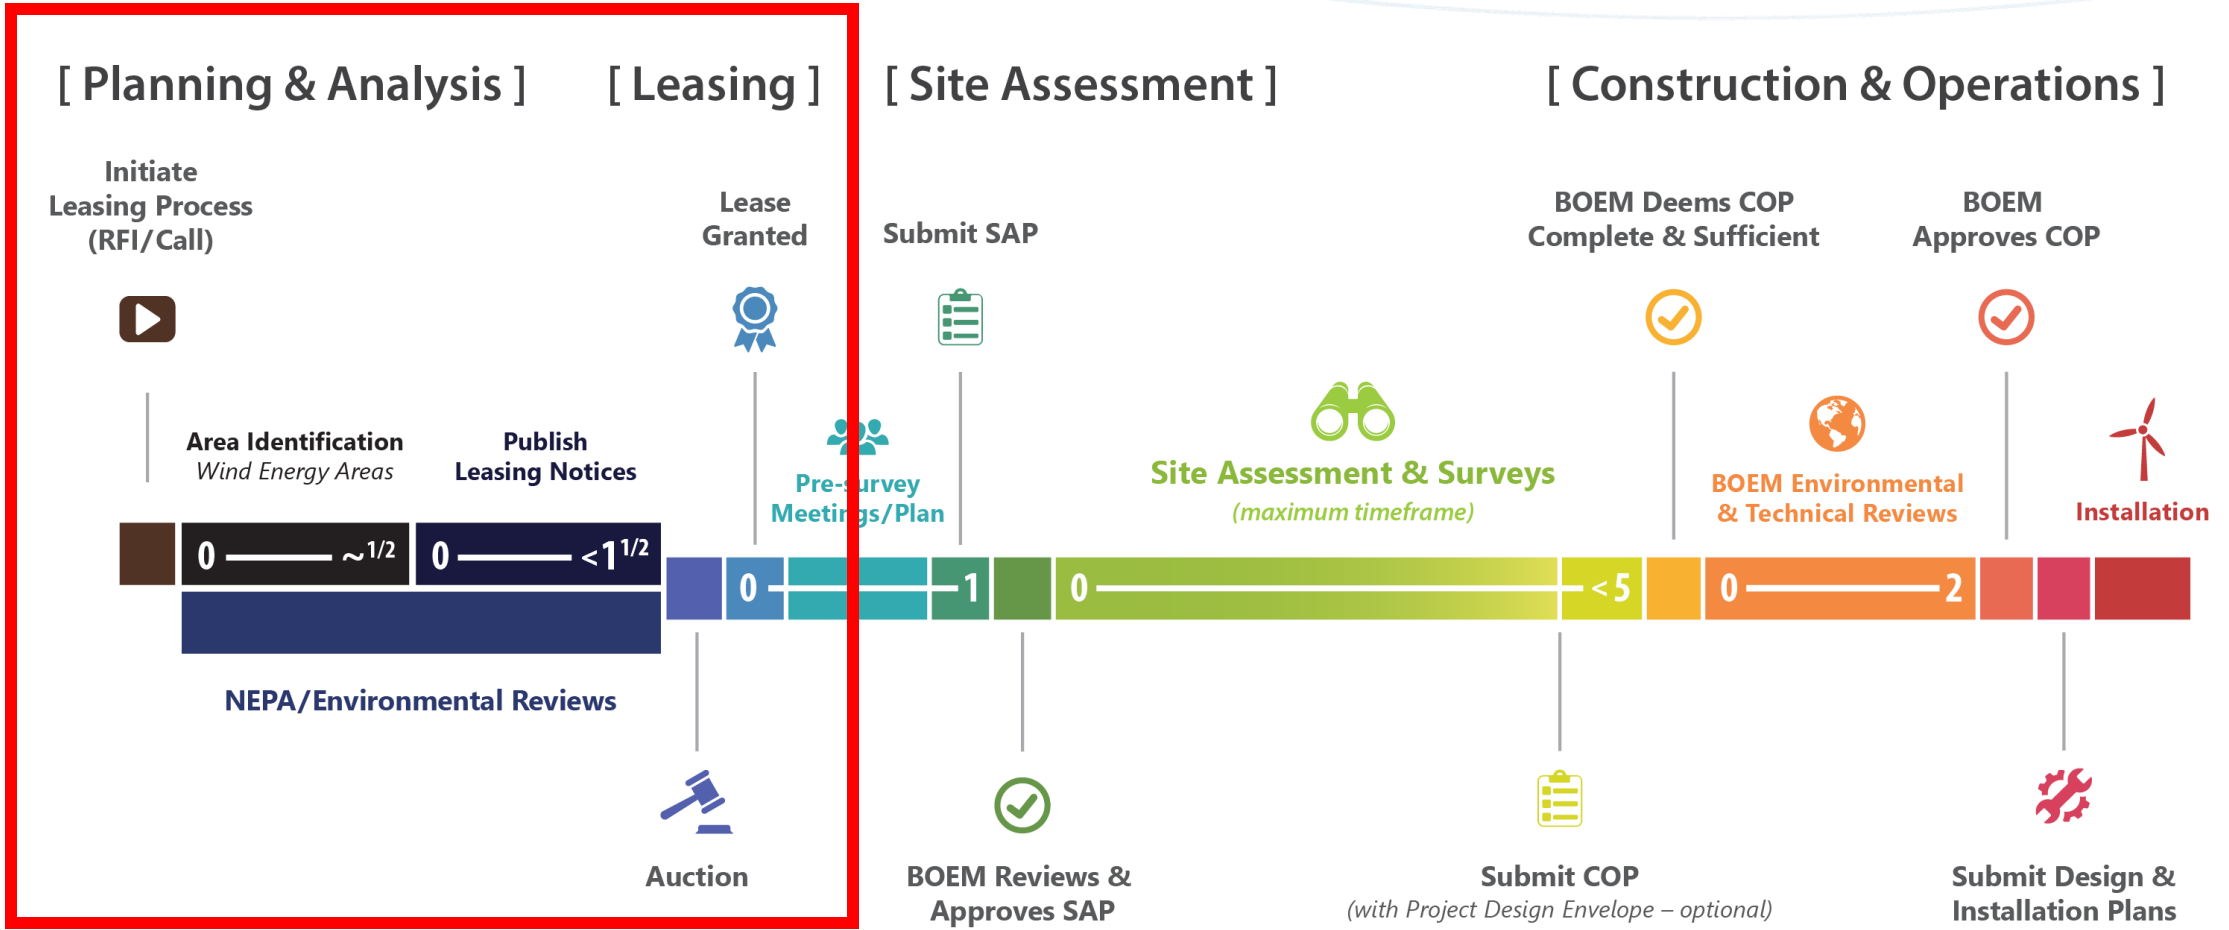 [ Planning & Analysis ]
[ Leasing ]
[ Site Assessment ]
[ Construction & Operations ]
Initiate
Leasing Process
(RFI/Call)
Lease
Granted
Submit SAP
BOEM Deems COP
Complete & Sufficient
BOEM
Approves COP
Area Identification
Wind Energy Areas
Publish
Leasing Notices
Pre-survey
Meetings/Plan
Site Assessment & Surveys
(maximum timeframe)
BOEM Environmental
& Technical Reviews
Installation
0 ~1/2
0 <1 1/2
0 1
0 <5
0 2
NEPA/Environmental Reviews
Auction
BOEM Reviews &
Approves SAP
Submit COP
(with Project Design Envelope – optional)
Submit Design &
Installation Plans